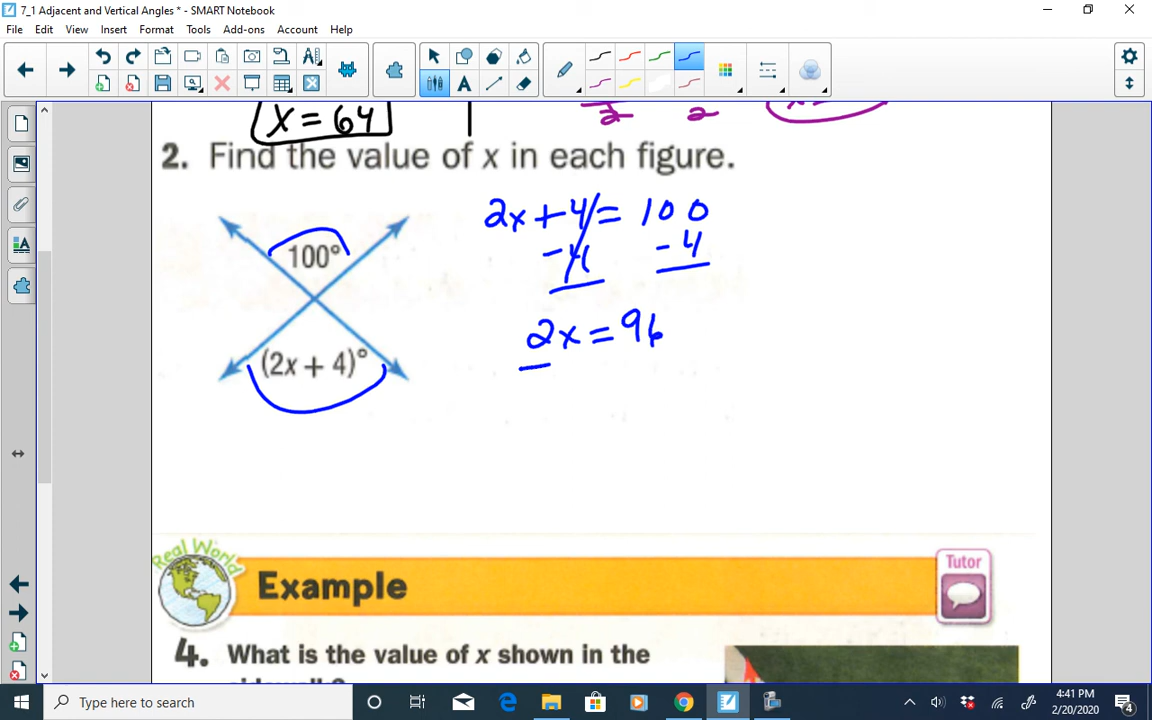 7_1 Adjacent and Vertical Angles * - SMART Notebook
File Edit View Insert Format Tools Add-ons Account Help
x = 64
2 2
2. Find the value of x in each figure.
2x + 4 = 100
- 4 - 4
100°
2x = 96
(2x + 4)°
Real World
Example
Tutor
4. What is the value of x shown in the
Type here to search
4:41 PM
2/20/2020
4